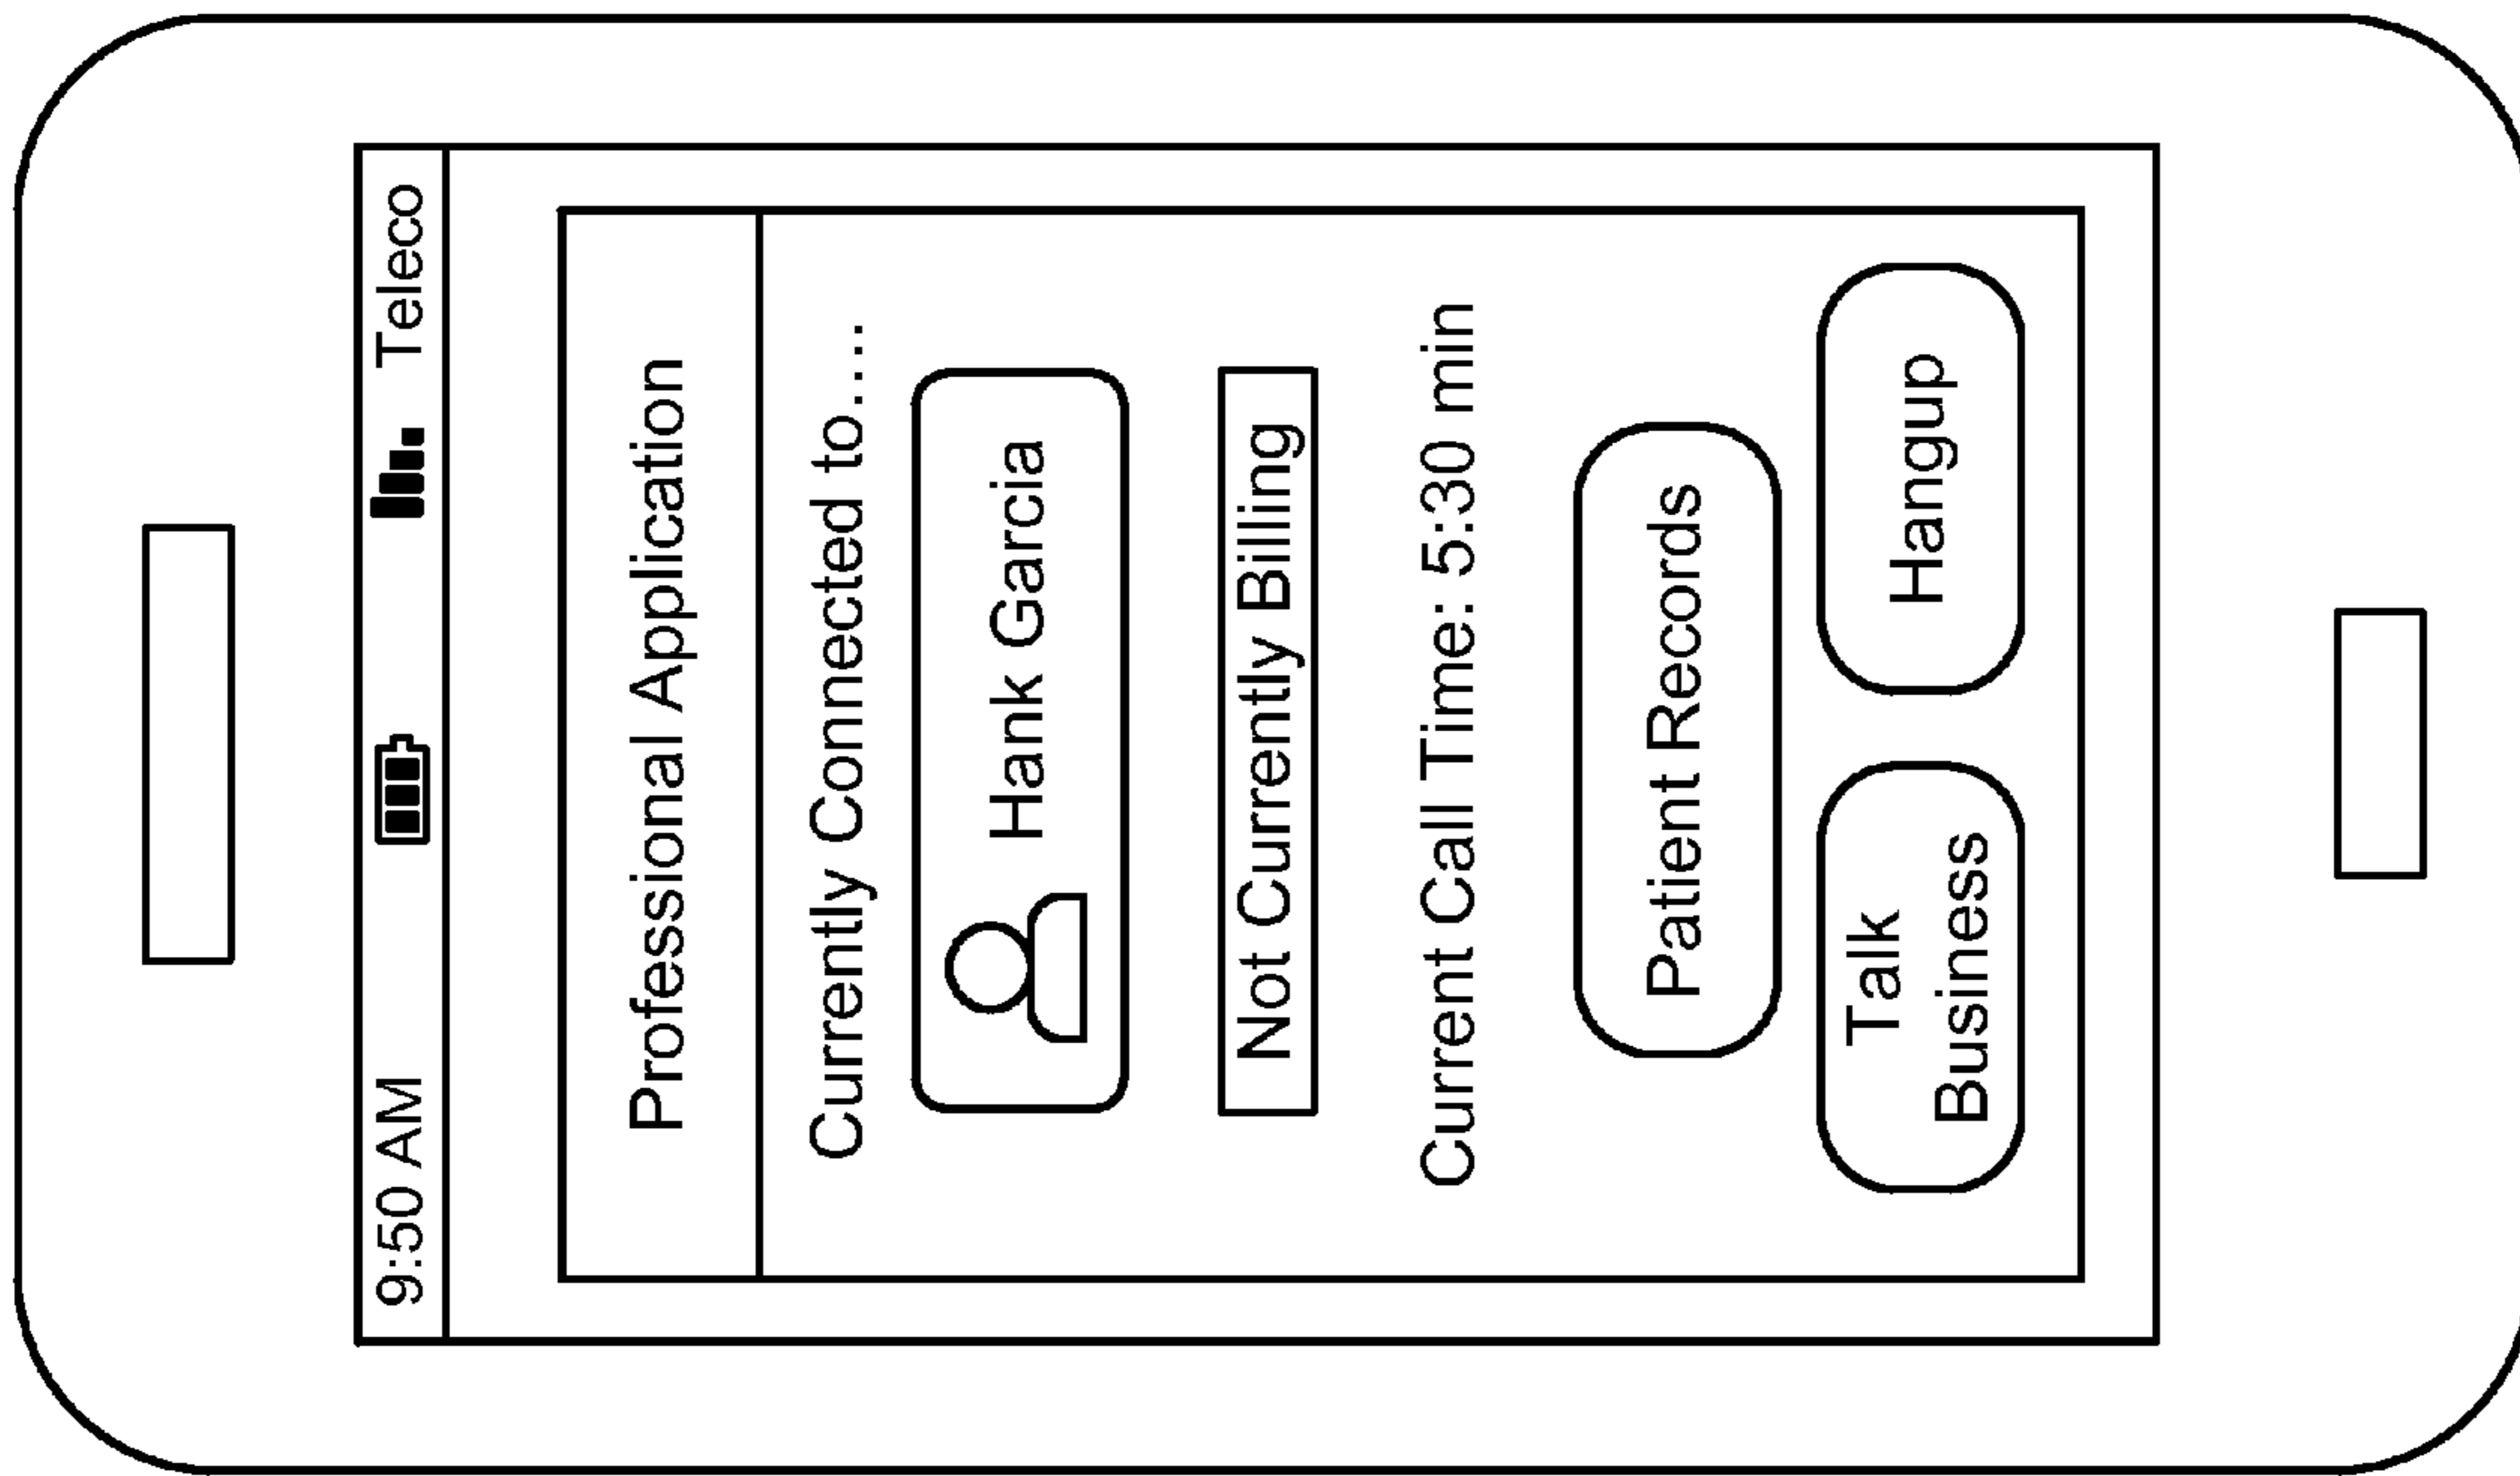 9:50 AM Teleco
Professional Application
Currently Connected to.....
Hank Garcia
Not Currently Billing
Current Call Time: 5:30 min
Patient Records
Talk
Business
Hangup